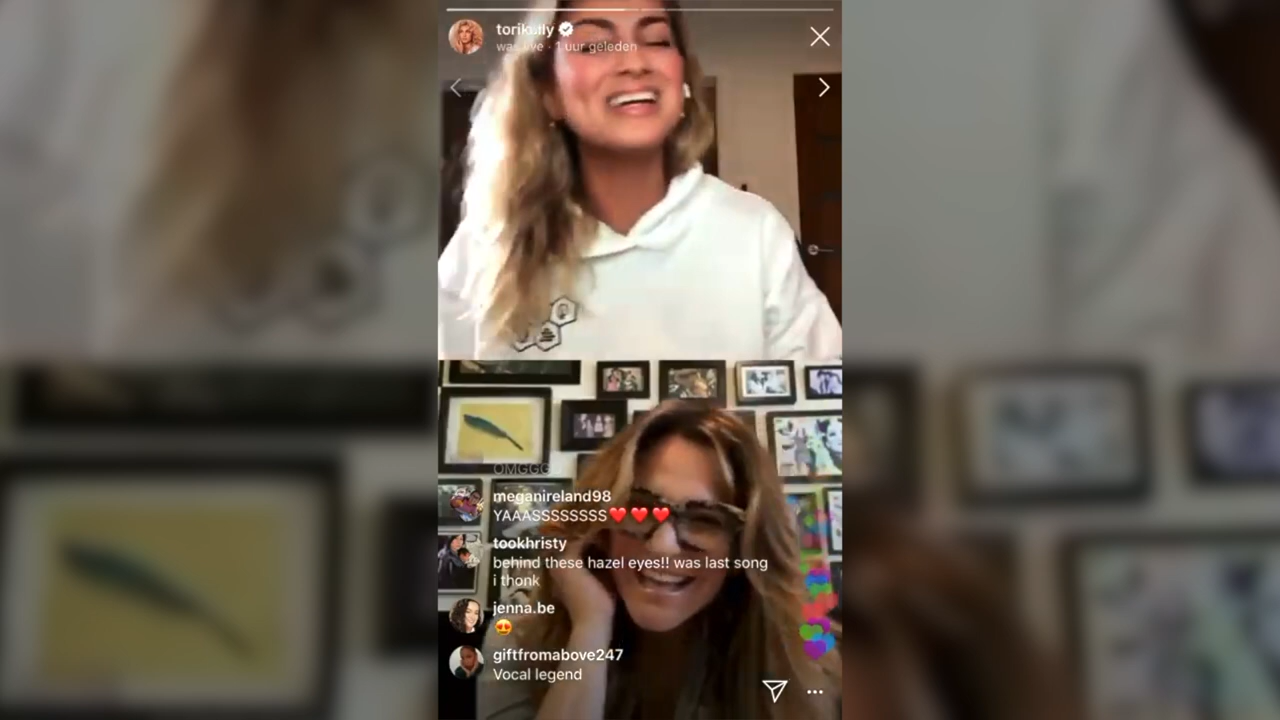 was live · 1 uur geleden
OMGGG
meganireland98
YAAASSSSSSSS❤️❤️❤️
tookhristy
behind these hazel eyes!! was last song
i thonk
jenna.be
😍
giftfromabove247
Vocal legend